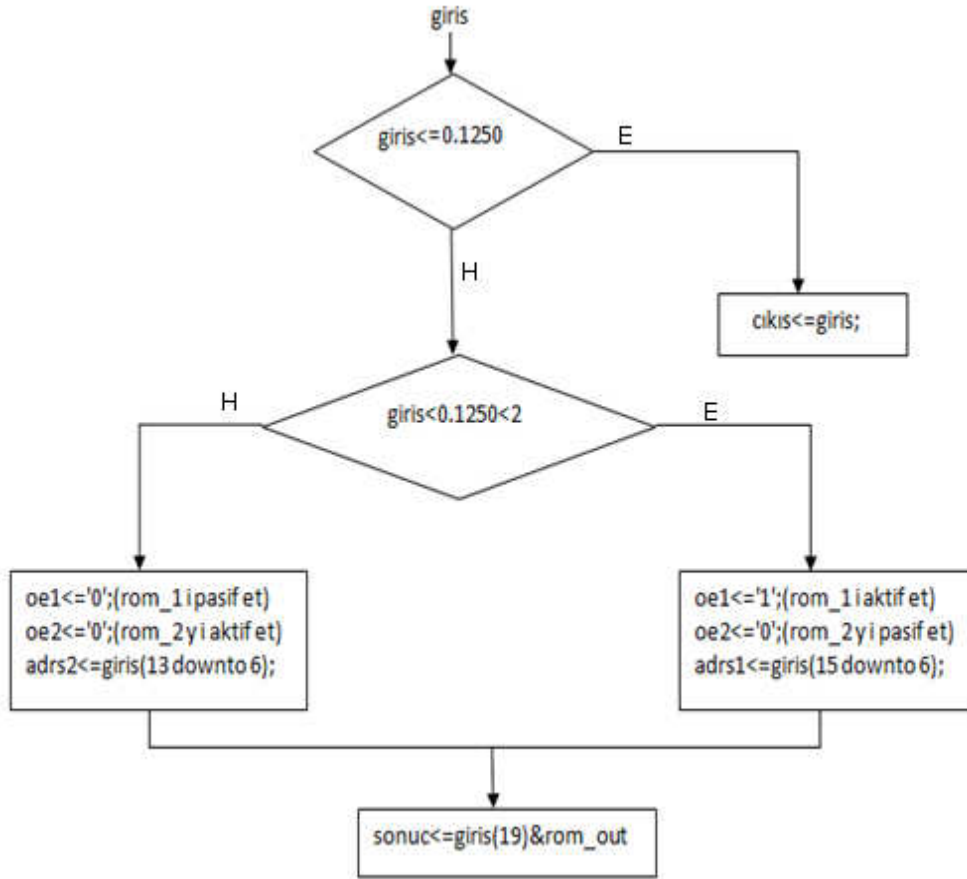 giris
giris<=0.1250
E
H
cıkıs<=giris;
giris<0.1250<2
H
E
oe1<='0';(rom_1 i pasif et)
oe2<='0';(rom_2 y i aktif et)
adrs2<=giris(13 downto 6);
oe1<='1';(rom_1 i aktif et)
oe2<='0';(rom_2 y i pasif et)
adrs1<=giris(15 downto 6);
sonuc<=giris(19)&rom_out